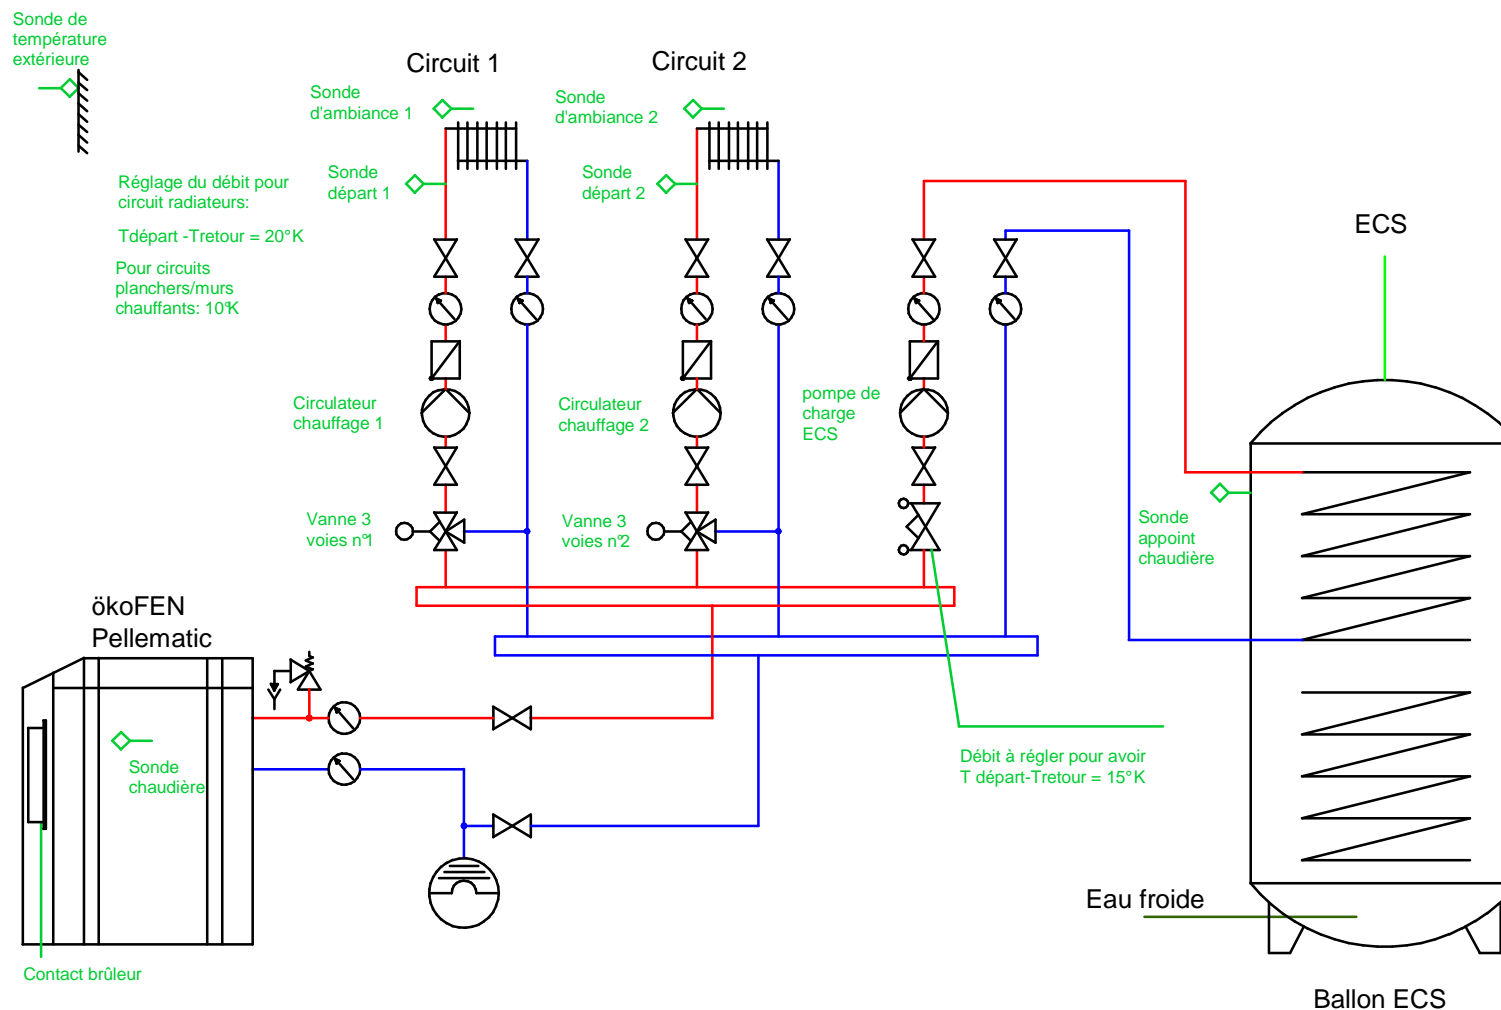 Sonde de
température
extérieure
Circuit 1
Circuit 2
Sonde
d'ambiance 1
Sonde
d'ambiance 2
Sonde
départ 1
Sonde
départ 2
Réglage du débit pour
circuit radiateurs:
Tdépart -Tretour = 20°K
Pour circuits
planchers/murs
chauffants: 10°K
ECS
Circulateur
chauffage 1
Circulateur
chauffage 2
pompe de
charge
ECS
Vanne 3
voies n°1
Vanne 3
voies n°2
Sonde
appoint
chaudière
ökoFEN
Pellematic
Sonde
chaudière
Débit à régler pour avoir
T départ-Tretour = 15°K
Eau froide
Contact brûleur
Ballon ECS